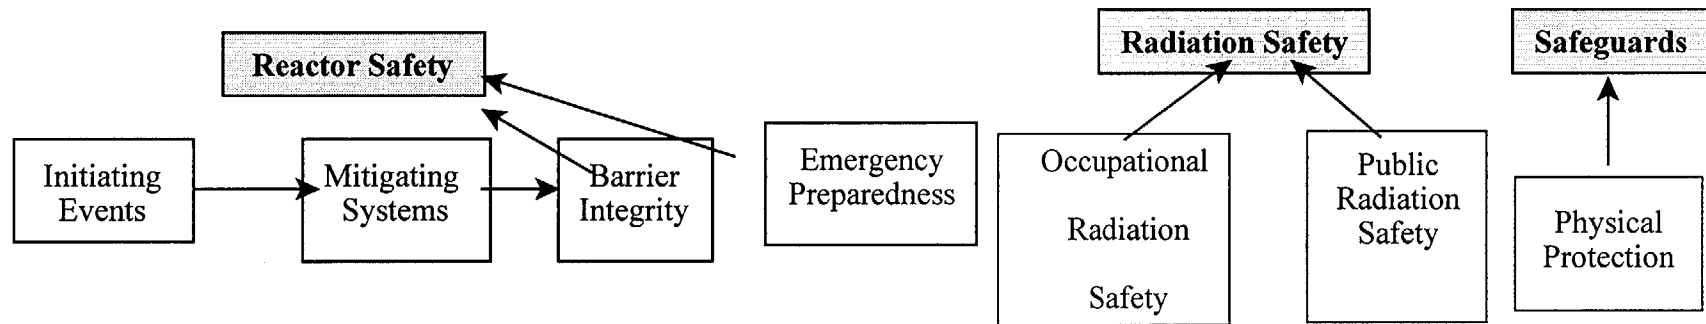 Reactor Safety
Radiation Safety
Safeguards
Initiating
Events
Mitigating
Systems
Barrier
Integrity
Emergency
Preparedness
Occupational
Radiation
Safety
Public
Radiation
Safety
Physical
Protection